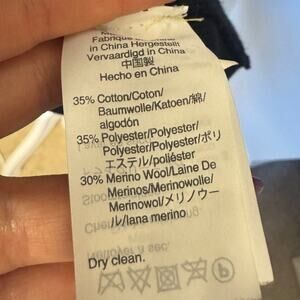 Fabriqué
in China Hergestellt
Vervaardigd in China
中国製
Hecho en China
35% Cotton/Coton/
Baumwolle/Katoen/綿/
algodón
35% Polyester/Polyester/
Polyester/Polyester/ポリ
エステル/poliéster
30% Merino Wool/Laine De
Merinos/Merinowolle/
Merinowol/メリノウー
ル/lana merino
Dry clean.